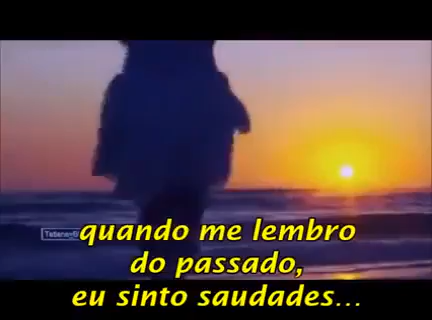 quando me lembro
do passado,
eu sinto saudades...